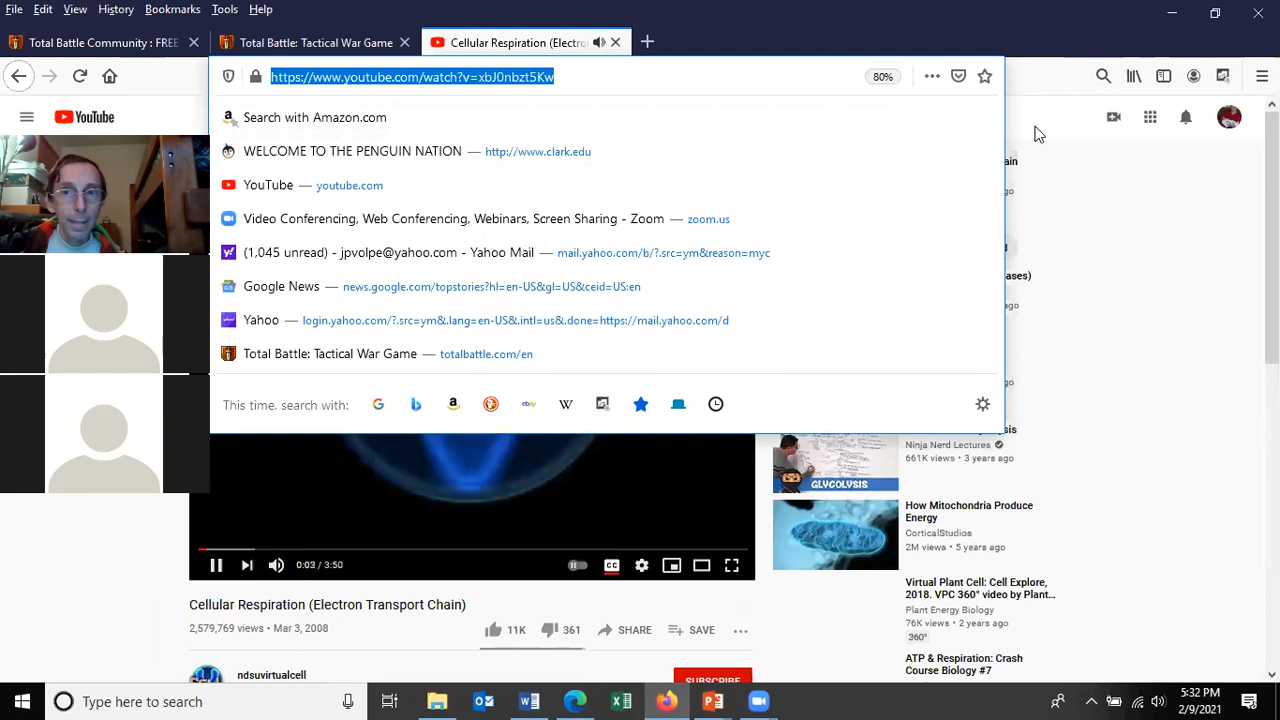 File Edit View History Bookmarks Tools Help
Total Battle Community : FREE
Total Battle: Tactical War Game
Cellular Respiration (Electro
https://www.youtube.com/watch?v=xbJ0nbzt5Kw
80%
YouTube
Search with Amazon.com
WELCOME TO THE PENGUIN NATION — http://www.clark.edu
YouTube — youtube.com
Video Conferencing, Web Conferencing, Webinars, Screen Sharing - Zoom — zoom.us
(1,045 unread) - jpvolpe@yahoo.com - Yahoo Mail — mail.yahoo.com/b/?.src=ym&reason=myc
Google News — news.google.com/topstories?hl=en-US&gl=US&ceid=US:en
Yahoo — login.yahoo.com/?.src=ym&.lang=en-US&.intl=us&.done=https://mail.yahoo.com/d
Total Battle: Tactical War Game — totalbattle.com/en
This time, search with:
Ninja Nerd Lectures
661K views • 3 years ago
GLYCOLYSIS
How Mitochondria Produce
Energy
CorticalStudios
2M views • 5 years ago
Virtual Plant Cell: Cell Explore,
2018. VPC 360° video by Plant...
Plant Energy Biology
76K views • 2 years ago
360°
ATP & Respiration: Crash
Course Biology #7
0:03 / 3:50
CC
Cellular Respiration (Electron Transport Chain)
2,579,769 views • Mar 3, 2008
11K 361 SHARE SAVE
ndsuvirtualcell
SUBSCRIBE
Type here to search
5:32 PM
2/9/2021